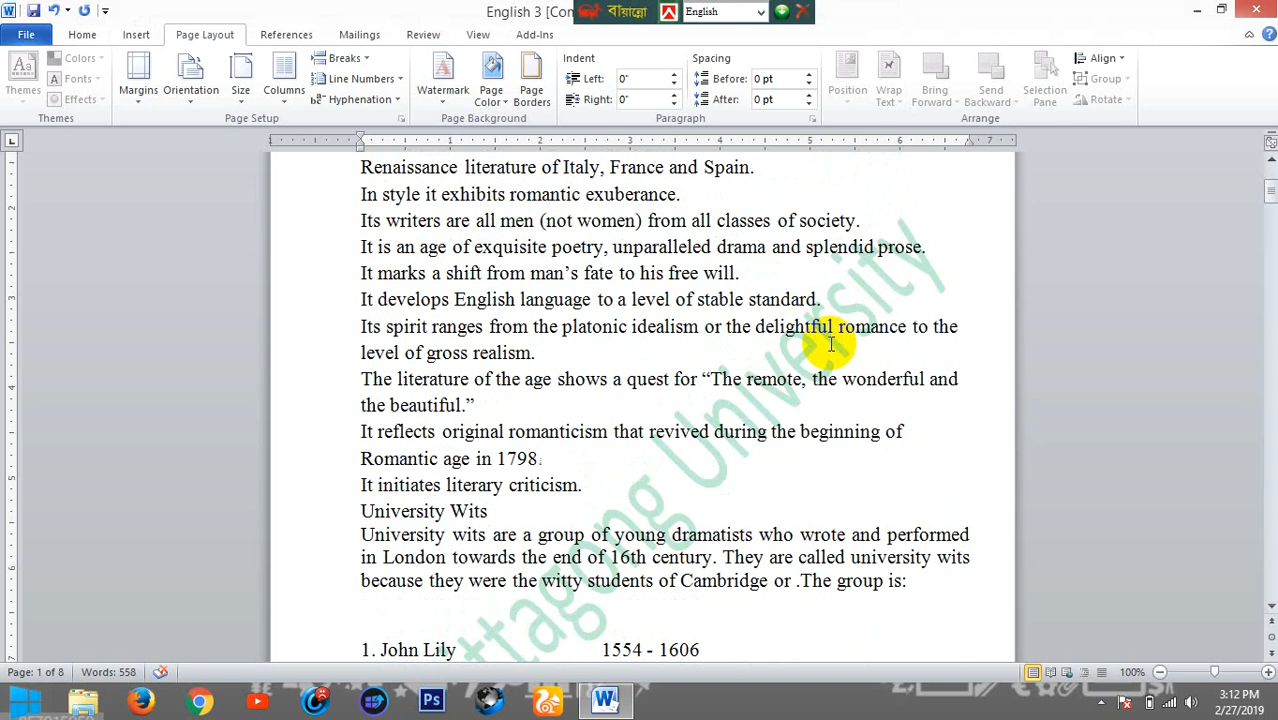 English 3 [Con
বায়ান্নো English
File Home Insert Page Layout References Mailings Review View Add-Ins
Themes Colors Fonts Effects
Margins Orientation Size Columns Breaks Line Numbers Hyphenation
Watermark Page Color Page Borders
Indent Spacing
Left: 0" Before: 0 pt
Right: 0" After: 0 pt
Position Wrap Text Bring Forward Send Backward Selection Pane Align Group Rotate
Themes Page Setup Page Background Paragraph Arrange
1 2 3 4 5 6 7
Renaissance literature of Italy, France and Spain.
In style it exhibits romantic exuberance.
Its writers are all men (not women) from all classes of society.
It is an age of exquisite poetry, unparalleled drama and splendid prose.
It marks a shift from man’s fate to his free will.
It develops English language to a level of stable standard.
Its spirit ranges from the platonic idealism or the delightful romance to the
level of gross realism.
The literature of the age shows a quest for “The remote, the wonderful and
the beautiful.”
It reflects original romanticism that revived during the beginning of
Romantic age in 1798.
It initiates literary criticism.
University Wits
University wits are a group of young dramatists who wrote and performed
in London towards the end of 16th century. They are called university wits
because they were the witty students of Cambridge or .The group is:
1. John Lily 1554 - 1606
ttagong University
Page: 1 of 8 Words: 558 100%
3:12 PM
2/27/2019